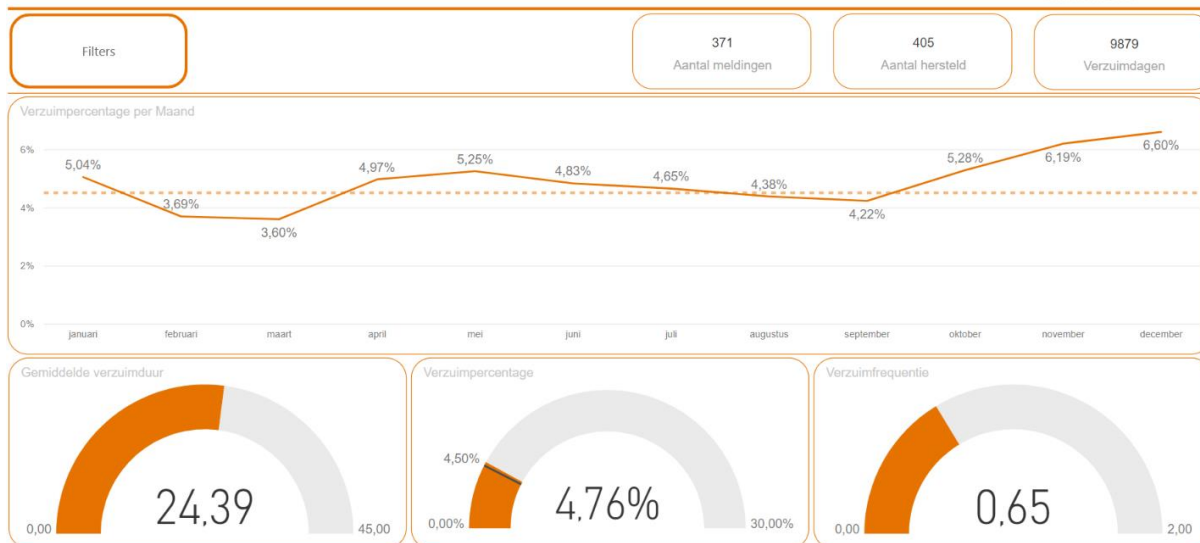 Filters
371
Aantal meldingen
405
Aantal hersteld
9879
Verzuimdagen
Verzuimpercentage per Maand
6%
4%
2%
0%
5,04%
3,69%
3,60%
4,97%
5,25%
4,83%
4,65%
4,38%
4,22%
5,28%
6,19%
6,60%
januari
februari
maart
april
mei
juni
juli
augustus
september
oktober
november
december
Gemiddelde verzuimduur
24,39
0,00
45,00
Verzuimpercentage
4,50%
4,76%
0,00%
30,00%
Verzuimfrequentie
0,65
0,00
2,00